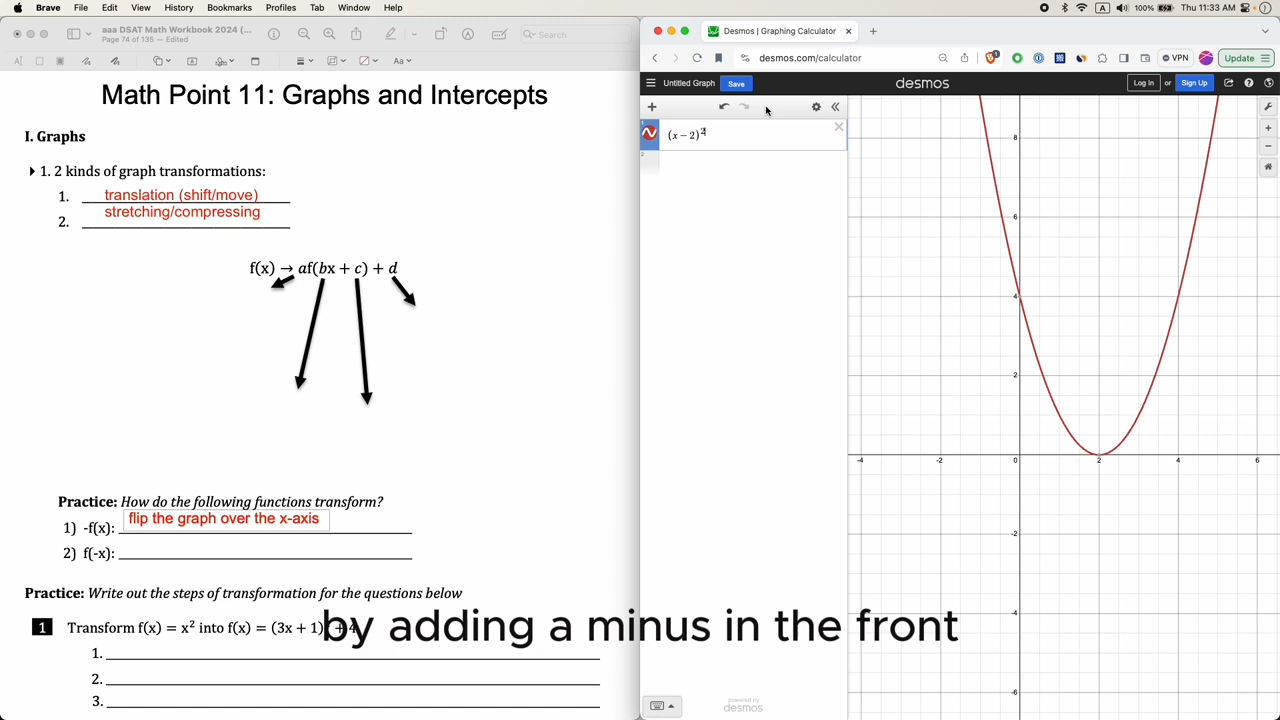 Brave File Edit View History Bookmarks Profiles Tab Window Help
A 100% Thu 11:33 AM
aaa DSAT Math Workbook 2024 (...
Page 74 of 135 — Edited
Search
Aa
Math Point 11: Graphs and Intercepts
I. Graphs
1. 2 kinds of graph transformations:
1. translation (shift/move)
2. stretching/compressing
f(x) → af(bx + c) + d
Practice: How do the following functions transform?
1) -f(x): flip the graph over the x-axis
2) f(-x):
Practice: Write out the steps of transformation for the questions below
1 Transform f(x) = x² into f(x) = (3x + 1)² + 4
1.
2.
3.
Desmos | Graphing Calculator
desmos.com/calculator
1
VPN
Update
Untitled Graph
Save
desmos
Log In or Sign Up
1
(x − 2)²
2
8
6
4
2
-4 -2 0 2 4 6
-2
-4
-6
powered by
desmos
by adding a minus in the front